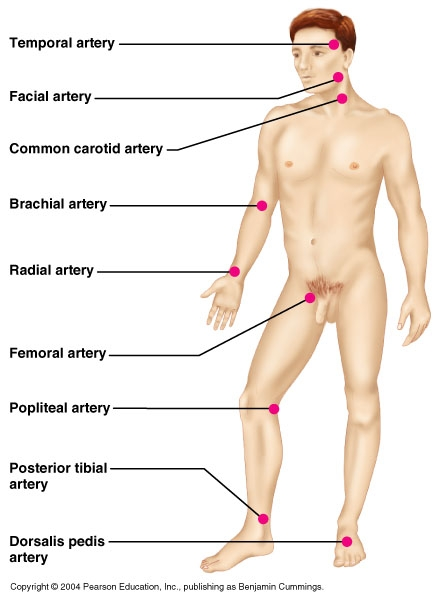 Temporal artery
Facial artery
Common carotid artery
Brachial artery
Radial artery
Femoral artery
Popliteal artery
Posterior tibial
artery
Dorsalis pedis
artery
Copyright © 2004 Pearson Education, Inc., publishing as Benjamin Cummings.